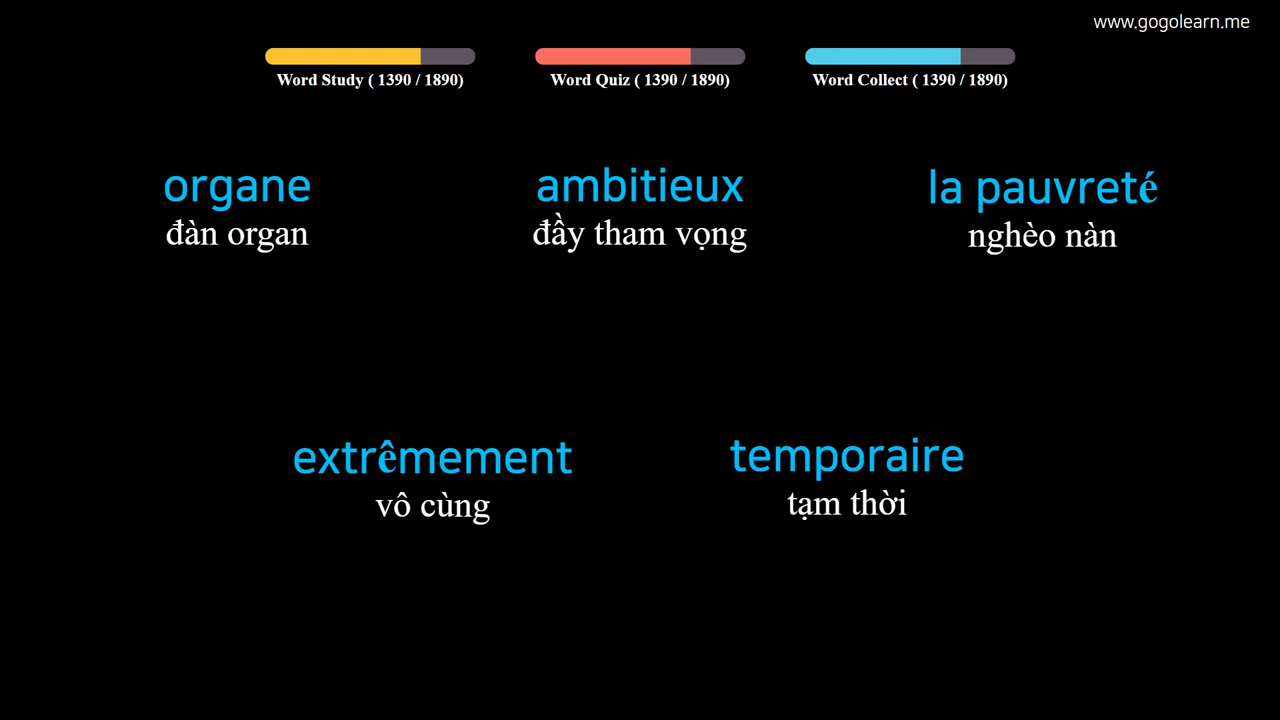 www.gogolearn.me
Word Study ( 1390 / 1890)
Word Quiz ( 1390 / 1890)
Word Collect ( 1390 / 1890)
organe
đàn organ
ambitieux
đầy tham vọng
la pauvreté
nghèo nàn
extrêmement
vô cùng
temporaire
tạm thời